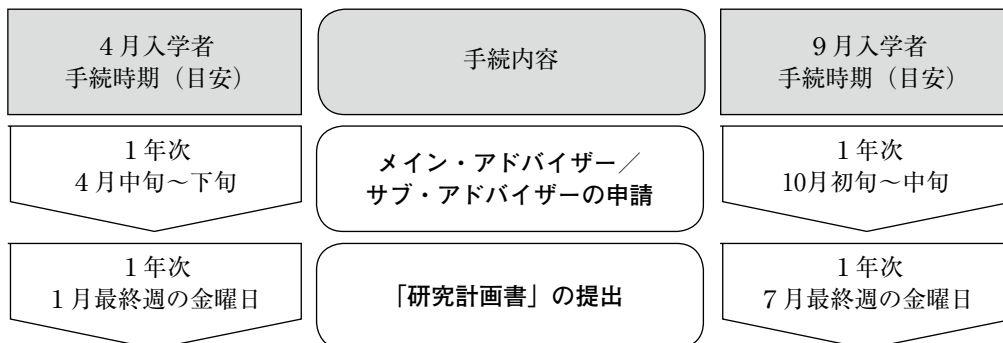 4月入学者
手続時期（目安）
手続内容
9月入学者
手続時期（目安）
1年次
4月中旬～下旬
メイン・アドバイザー／
サブ・アドバイザーの申請
1年次
10月初旬～中旬
1年次
1月最終週の金曜日
「研究計画書」の提出
1年次
7月最終週の金曜日